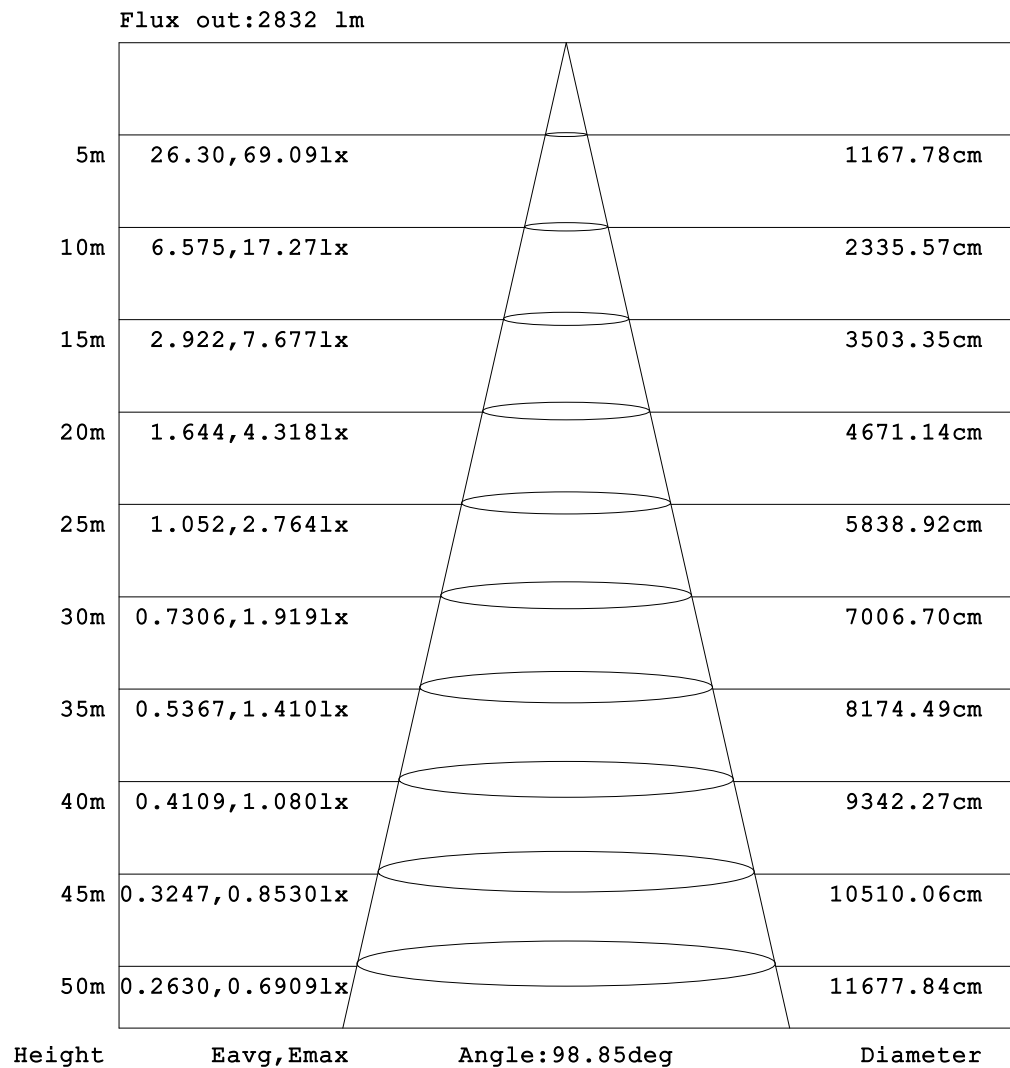 Flux out:2832 lm
5m 26.30,69.09lx 1167.78cm
10m 6.575,17.27lx 2335.57cm
15m 2.922,7.677lx 3503.35cm
20m 1.644,4.318lx 4671.14cm
25m 1.052,2.764lx 5838.92cm
30m 0.7306,1.919lx 7006.70cm
35m 0.5367,1.410lx 8174.49cm
40m 0.4109,1.080lx 9342.27cm
45m 0.3247,0.8530lx 10510.06cm
50m 0.2630,0.6909lx 11677.84cm
Height Eavg,Emax Angle:98.85deg Diameter